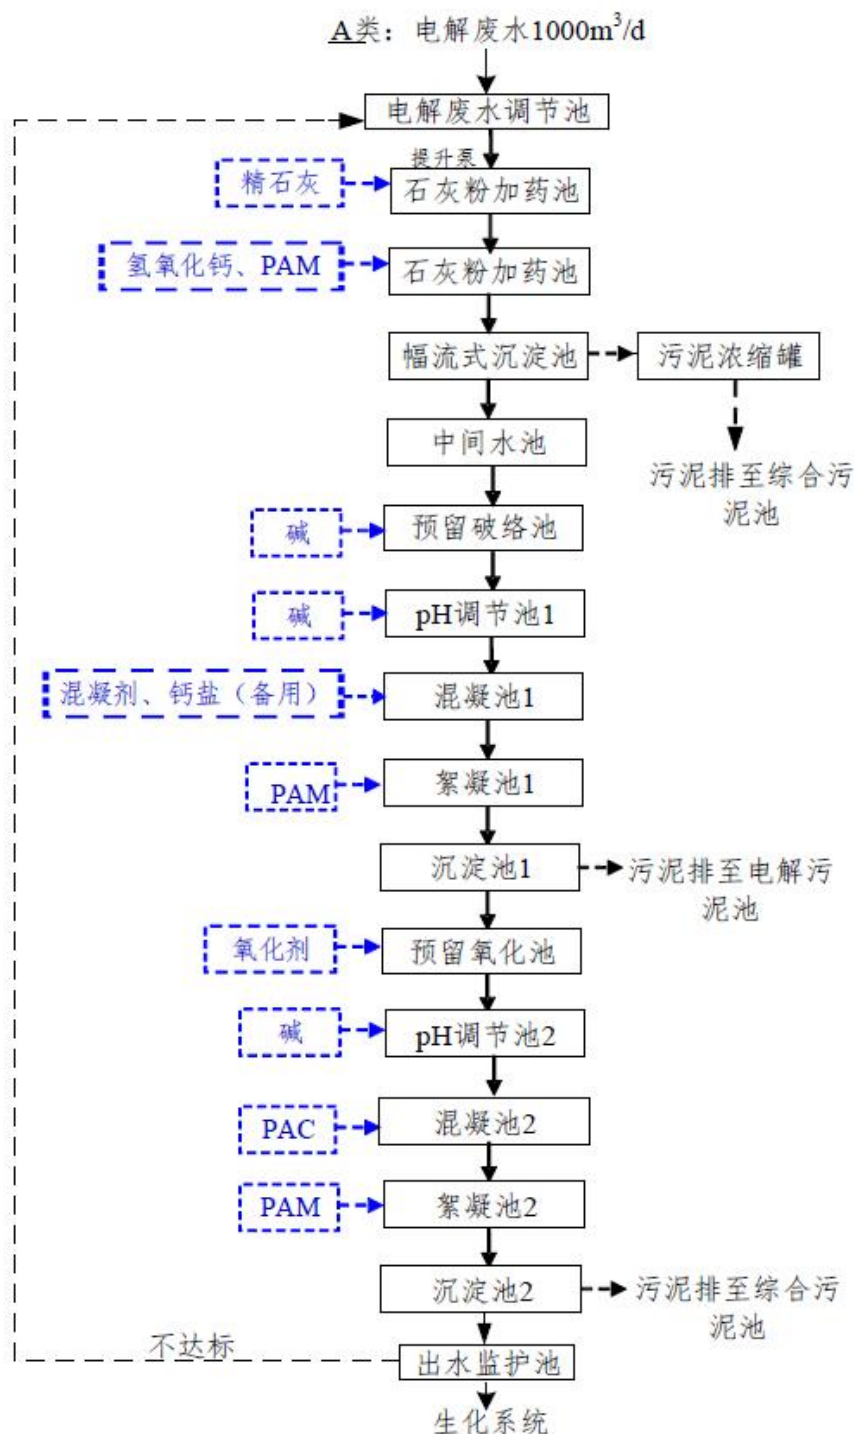 A类：电解废水1000m³/d
电解废水调节池
提升泵
精石灰
石灰粉加药池
氢氧化钙、PAM
石灰粉加药池
幅流式沉淀池
污泥浓缩罐
中间水池
污泥排至综合污
泥池
碱
预留破络池
碱
pH调节池1
混凝剂、钙盐（备用）
混凝池1
PAM
絮凝池1
沉淀池1
污泥排至电解污
泥池
氧化剂
预留氧化池
碱
pH调节池2
PAC
混凝池2
PAM
絮凝池2
沉淀池2
污泥排至综合污
泥池
不达标
出水监护池
生化系统